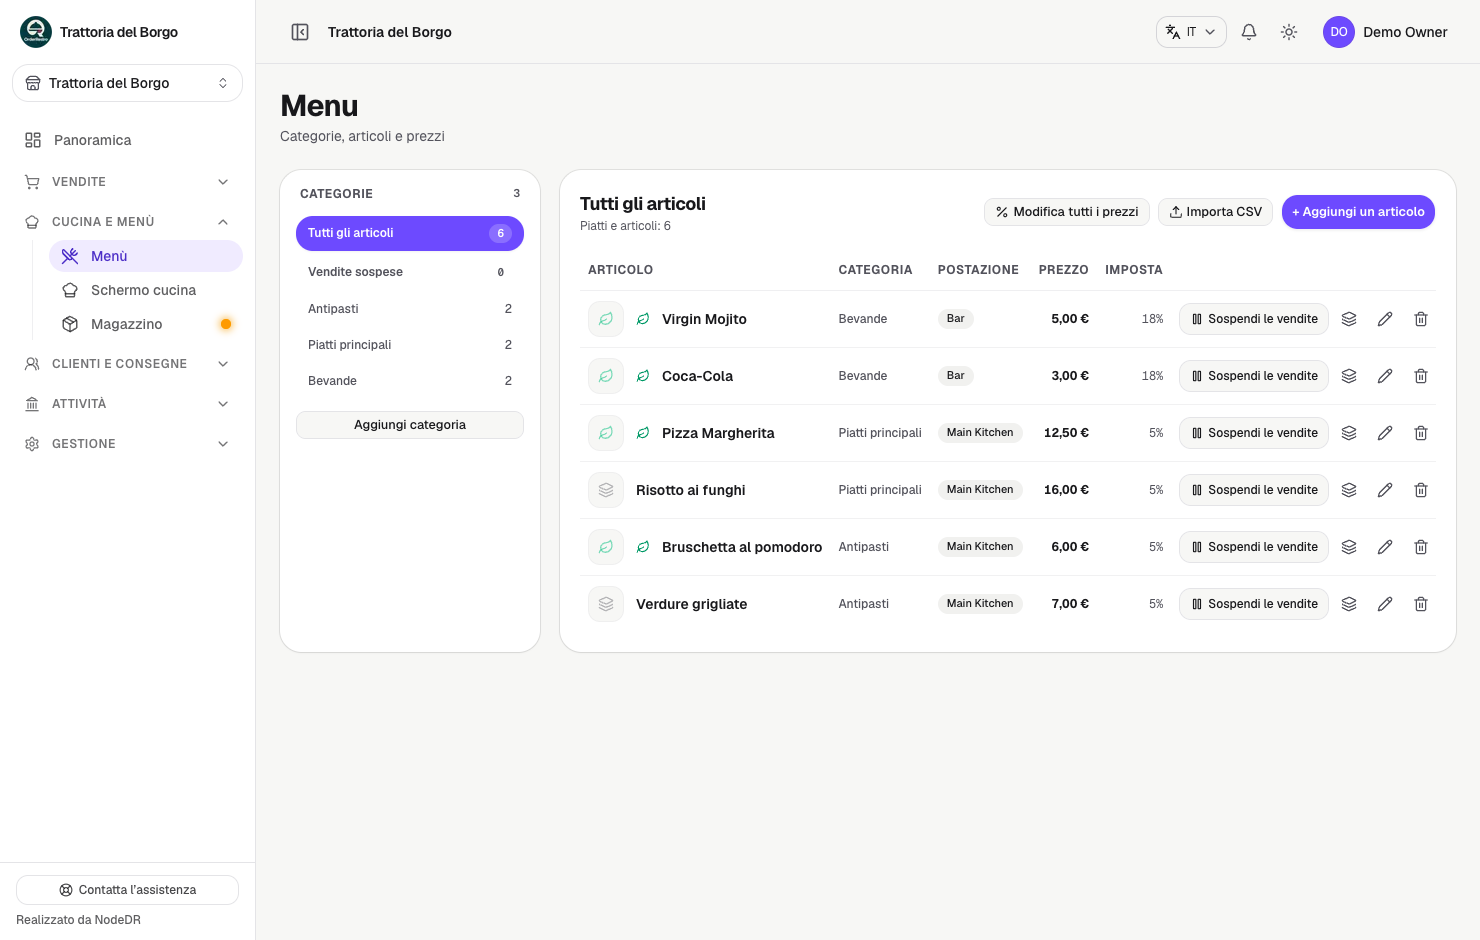 Trattoria del Borgo
Trattoria del Borgo
Panoramica
VENDITE
CUCINA E MENÙ
Menù
Schermo cucina
Magazzino
CLIENTI E CONSEGNE
ATTIVITÀ
GESTIONE
Contatta l'assistenza
Realizzato da NodeDR
Trattoria del Borgo
IT
DO Demo Owner
Menu
Categorie, articoli e prezzi
CATEGORIE 3
Tutti gli articoli 6
Vendite sospese 0
Antipasti 2
Piatti principali 2
Bevande 2
Aggiungi categoria
Tutti gli articoli
Piatti e articoli: 6
Modifica tutti i prezzi Importa CSV + Aggiungi un articolo
ARTICOLO CATEGORIA POSTAZIONE PREZZO IMPOSTA
Virgin Mojito Bevande Bar 5,00 € 18% Sospendi le vendite
Coca-Cola Bevande Bar 3,00 € 18% Sospendi le vendite
Pizza Margherita Piatti principali Main Kitchen 12,50 € 5% Sospendi le vendite
Risotto ai funghi Piatti principali Main Kitchen 16,00 € 5% Sospendi le vendite
Bruschetta al pomodoro Antipasti Main Kitchen 6,00 € 5% Sospendi le vendite
Verdure grigliate Antipasti Main Kitchen 7,00 € 5% Sospendi le vendite